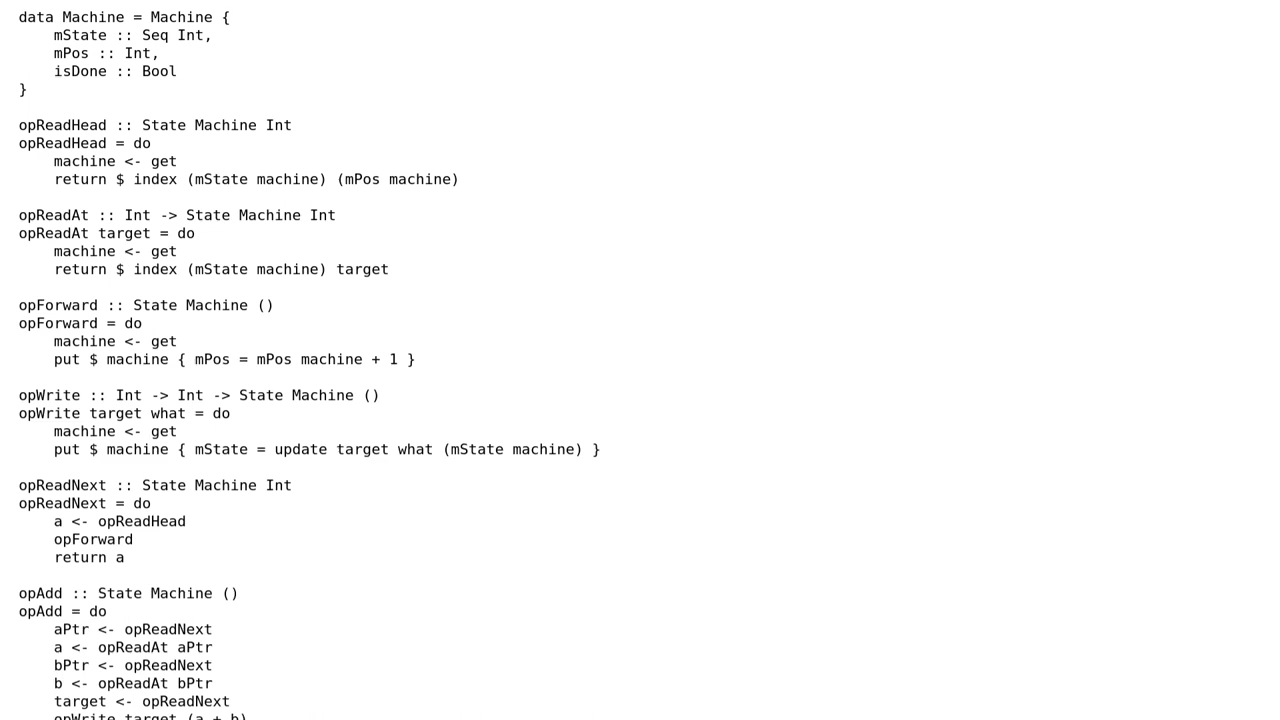 data Machine = Machine {
    mState :: Seq Int,
    mPos :: Int,
    isDone :: Bool
}

opReadHead :: State Machine Int
opReadHead = do
    machine <- get
    return $ index (mState machine) (mPos machine)

opReadAt :: Int -> State Machine Int
opReadAt target = do
    machine <- get
    return $ index (mState machine) target

opForward :: State Machine ()
opForward = do
    machine <- get
    put $ machine { mPos = mPos machine + 1 }

opWrite :: Int -> Int -> State Machine ()
opWrite target what = do
    machine <- get
    put $ machine { mState = update target what (mState machine) }

opReadNext :: State Machine Int
opReadNext = do
    a <- opReadHead
    opForward
    return a

opAdd :: State Machine ()
opAdd = do
    aPtr <- opReadNext
    a <- opReadAt aPtr
    bPtr <- opReadNext
    b <- opReadAt bPtr
    target <- opReadNext
    opWrite target (a + b)